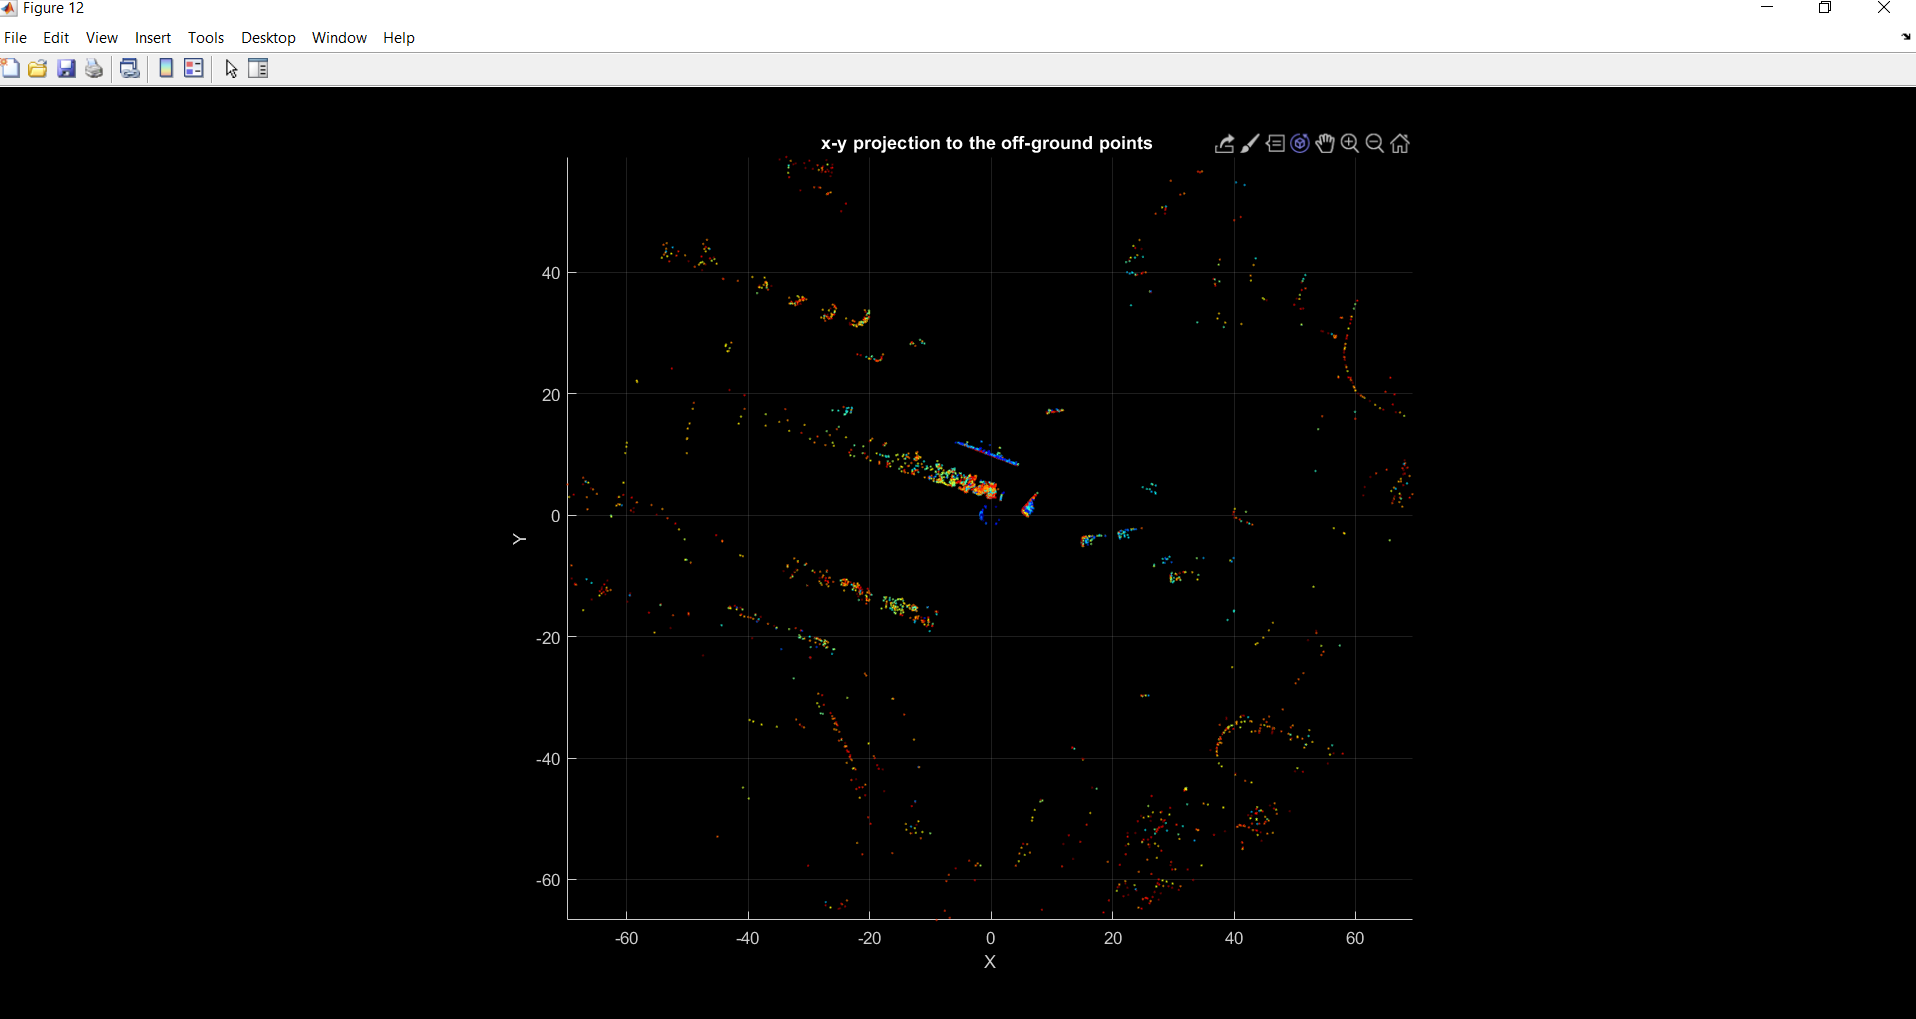 Figure 12
File Edit View Insert Tools Desktop Window Help
x-y projection to the off-ground points
40
20
0
-20
-40
-60
Y
-60 -40 -20 0 20 40 60
X